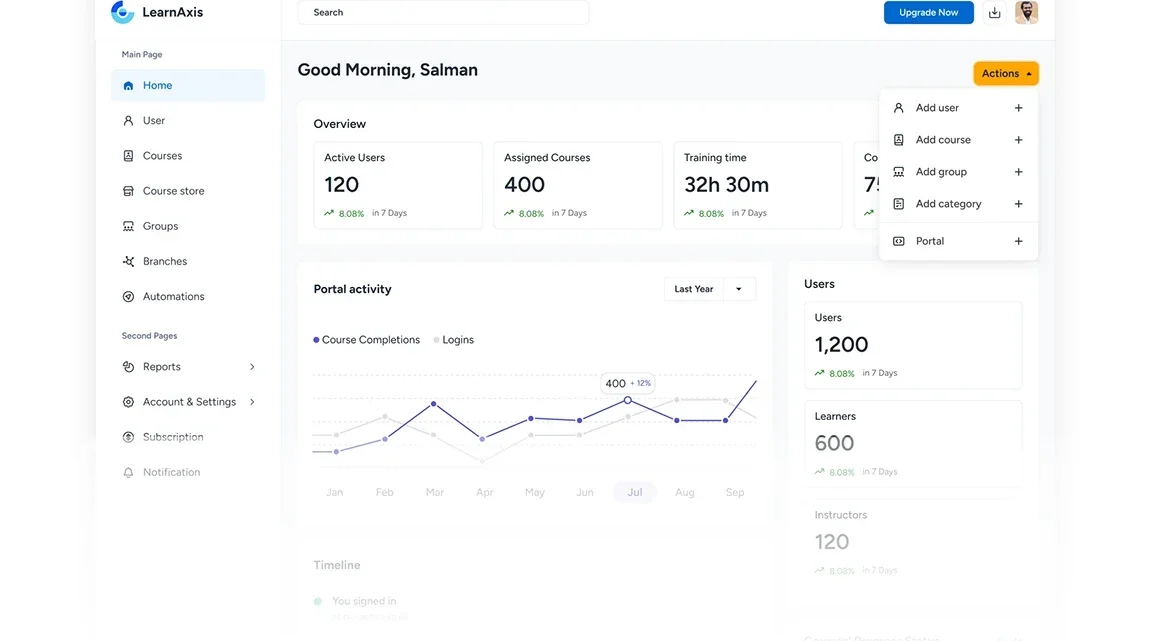 LearnAxis
Search
Upgrade Now
Main Page
Home
User
Courses
Course store
Groups
Branches
Automations
Second Pages
Reports
Account & Settings
Subscription
Notification
Good Morning, Salman
Actions
Add user
Add course
Add group
Add category
Portal
Overview
Active Users
120
8.08% in 7 Days
Assigned Courses
400
8.08% in 7 Days
Training time
32h 30m
8.08% in 7 Days
Co
Portal activity
Last Year
Course Completions Logins
400 + 12%
Jan Feb Mar Apr May Jun Jul Aug Sep
Users
Users
1,200
8.08% in 7 Days
Learners
600
8.08% in 7 Days
Instructors
120
8.08% in 7 Days
Timeline
You signed in